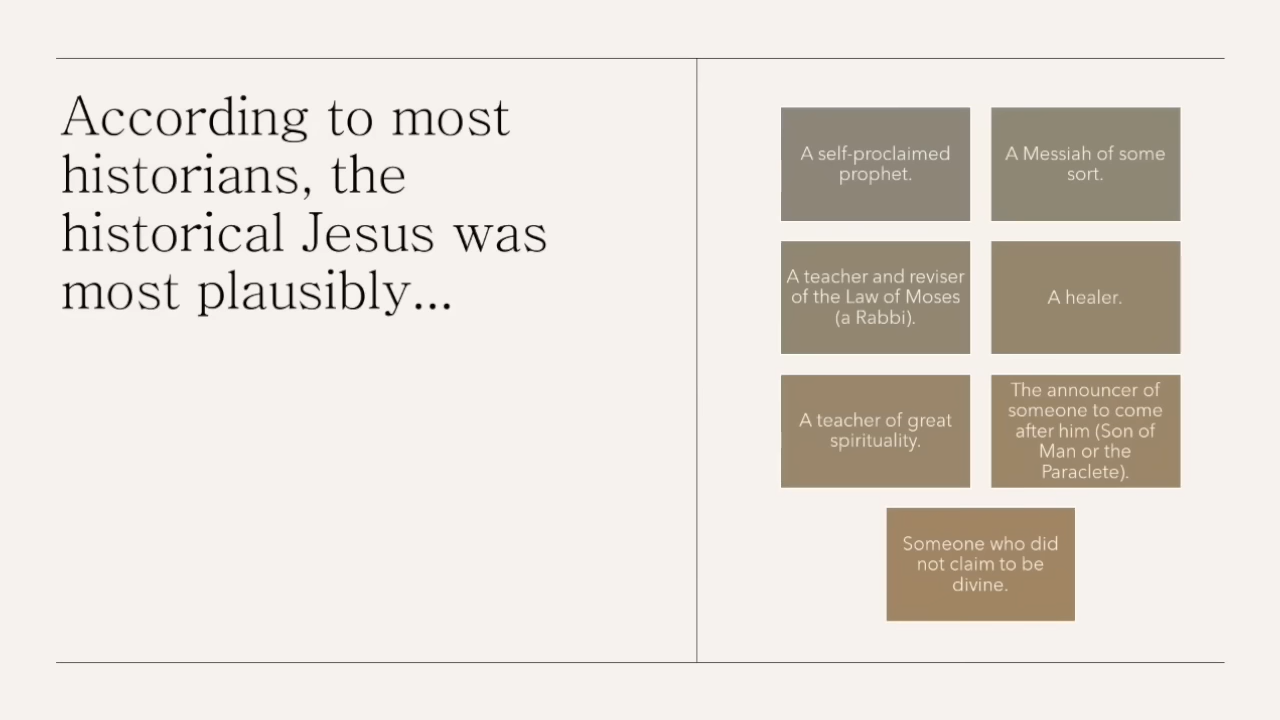 According to most
historians, the
historical Jesus was
most plausibly...
A self-proclaimed
prophet.
A Messiah of some
sort.
A teacher and reviser
of the Law of Moses
(a Rabbi).
A healer.
A teacher of great
spirituality.
The announcer of
someone to come
after him (Son of
Man or the
Paraclete).
Someone who did
not claim to be
divine.